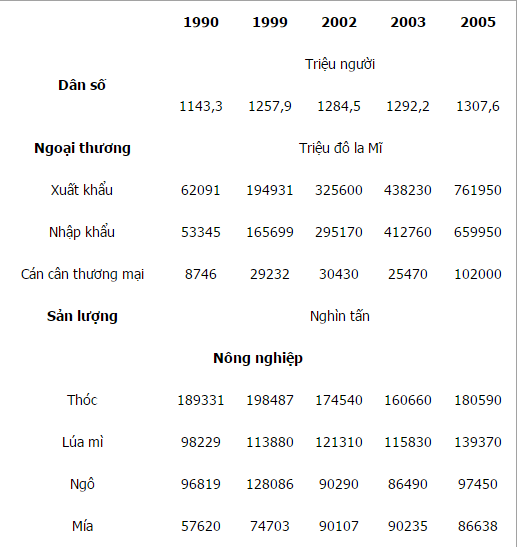 1990 1999 2002 2003 2005
Dân số
Triệu người
1143,3 1257,9 1284,5 1292,2 1307,6
Ngoại thương Triệu đô la Mĩ
Xuất khẩu 62091 194931 325600 438230 761950
Nhập khẩu 53345 165699 295170 412760 659950
Cán cân thương mại 8746 29232 30430 25470 102000
Sản lượng Nghìn tấn
Nông nghiệp
Thóc 189331 198487 174540 160660 180590
Lúa mì 98229 113880 121310 115830 139370
Ngô 96819 128086 90290 86490 97450
Mía 57620 74703 90107 90235 86638